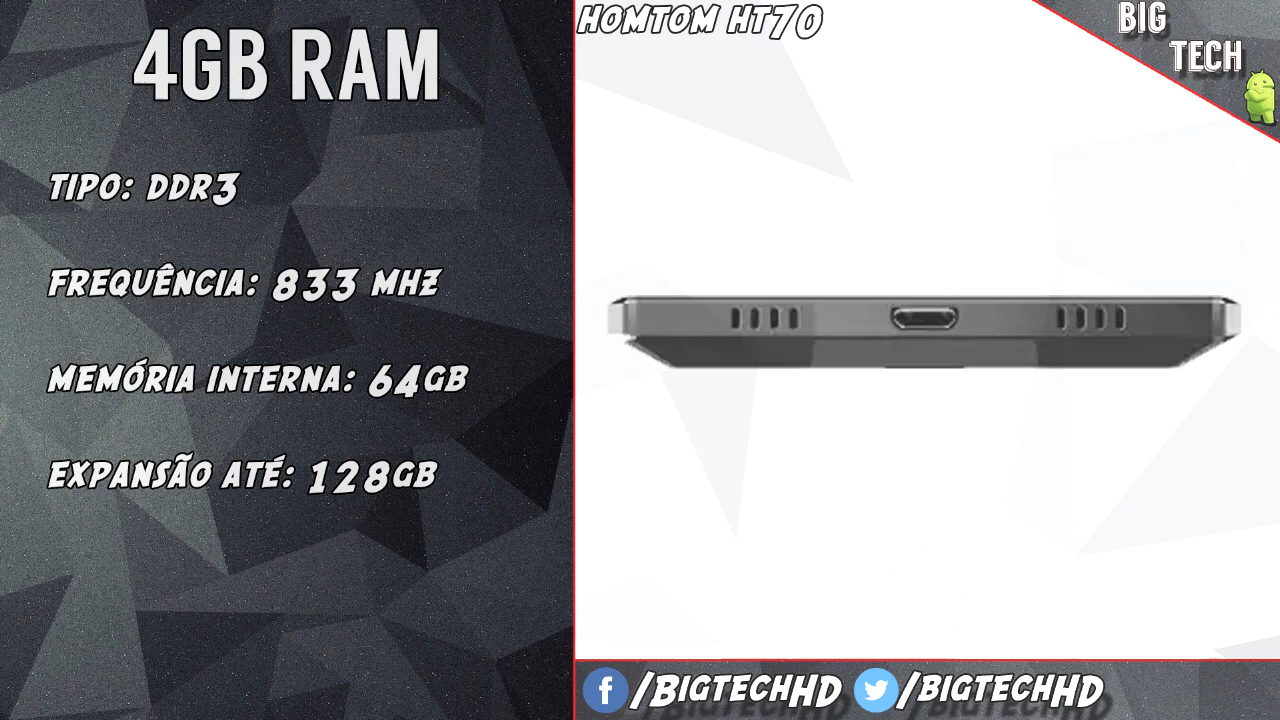 4GB RAM
TIPO: DDR3
FREQUÊNCIA: 833 MHZ
MEMÓRIA INTERNA: 64GB
EXPANSÃO ATÉ: 128GB
HOMTOM HT70
BIG
TECH
/BIGTECHHD /BIGTECHHD